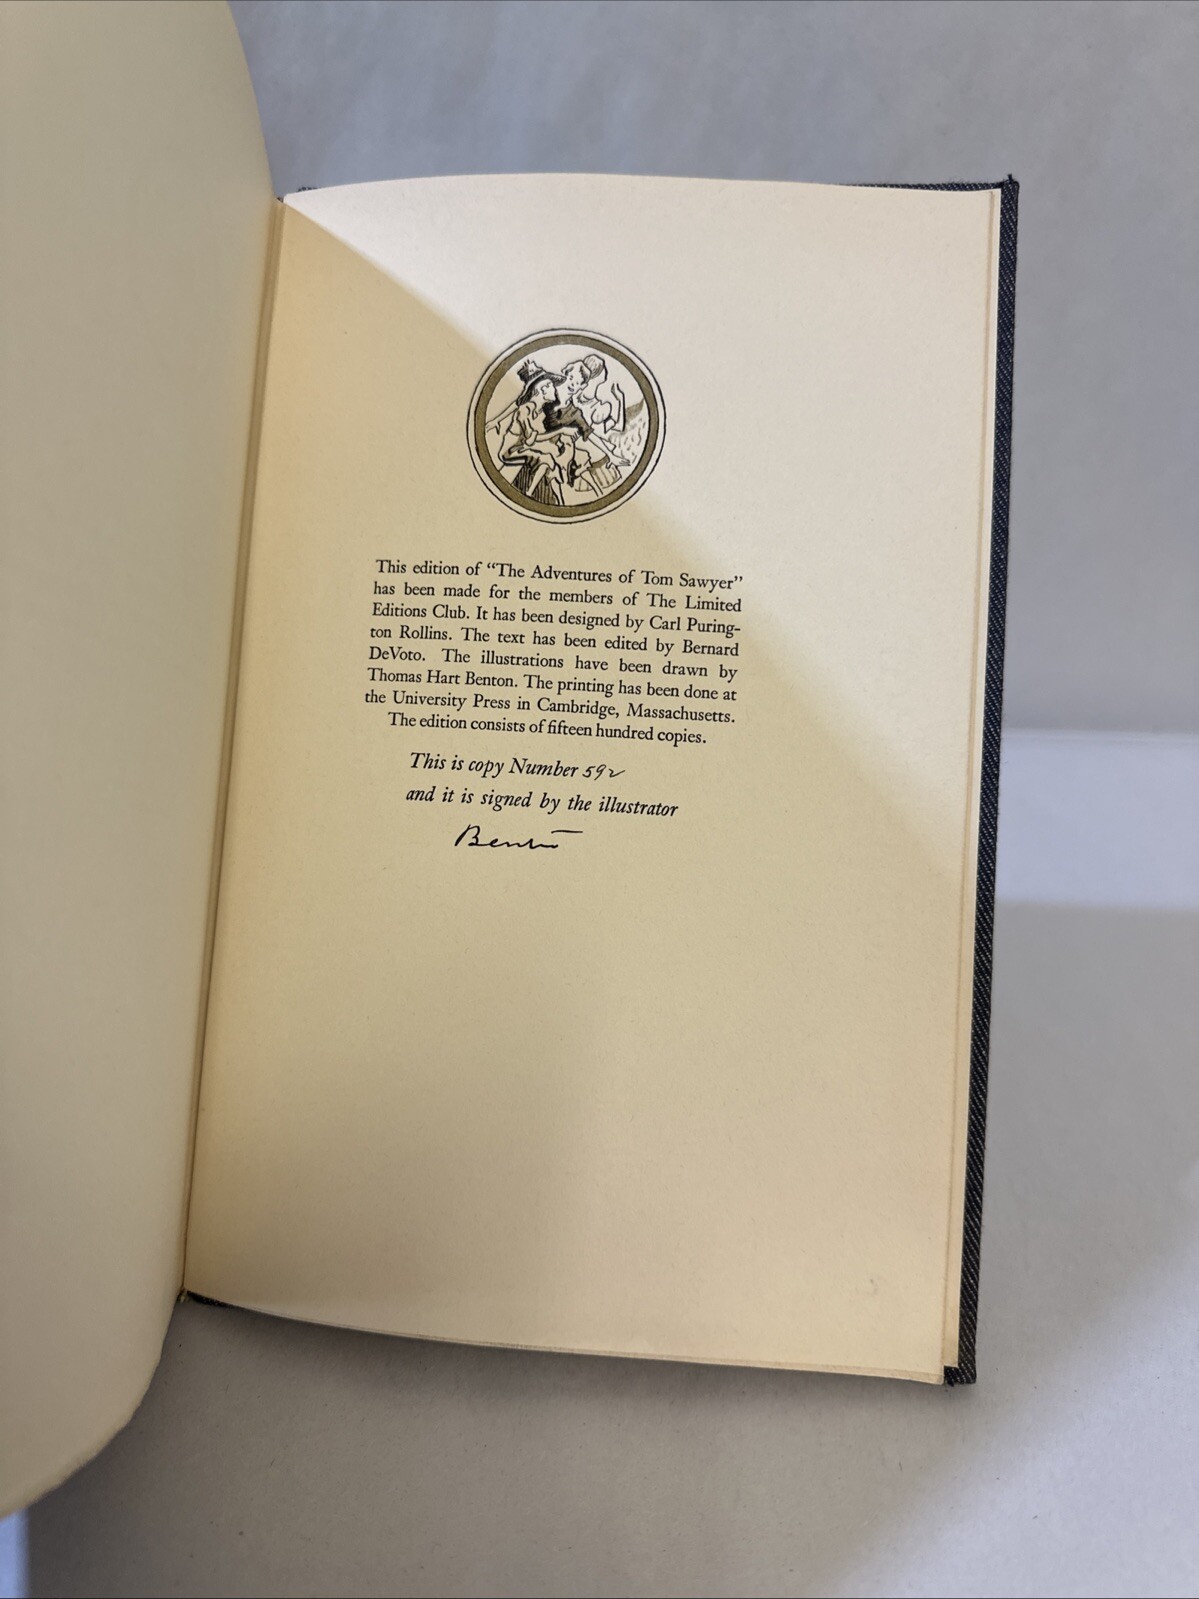 This edition of "The Adventures of Tom Sawyer"
has been made for the members of The Limited
Editions Club. It has been designed by Carl Puring-
ton Rollins. The text has been edited by Bernard
DeVoto. The illustrations have been drawn by
Thomas Hart Benton. The printing has been done at
the University Press in Cambridge, Massachusetts.
The edition consists of fifteen hundred copies.
This is copy Number 592
and it is signed by the illustrator
Benton